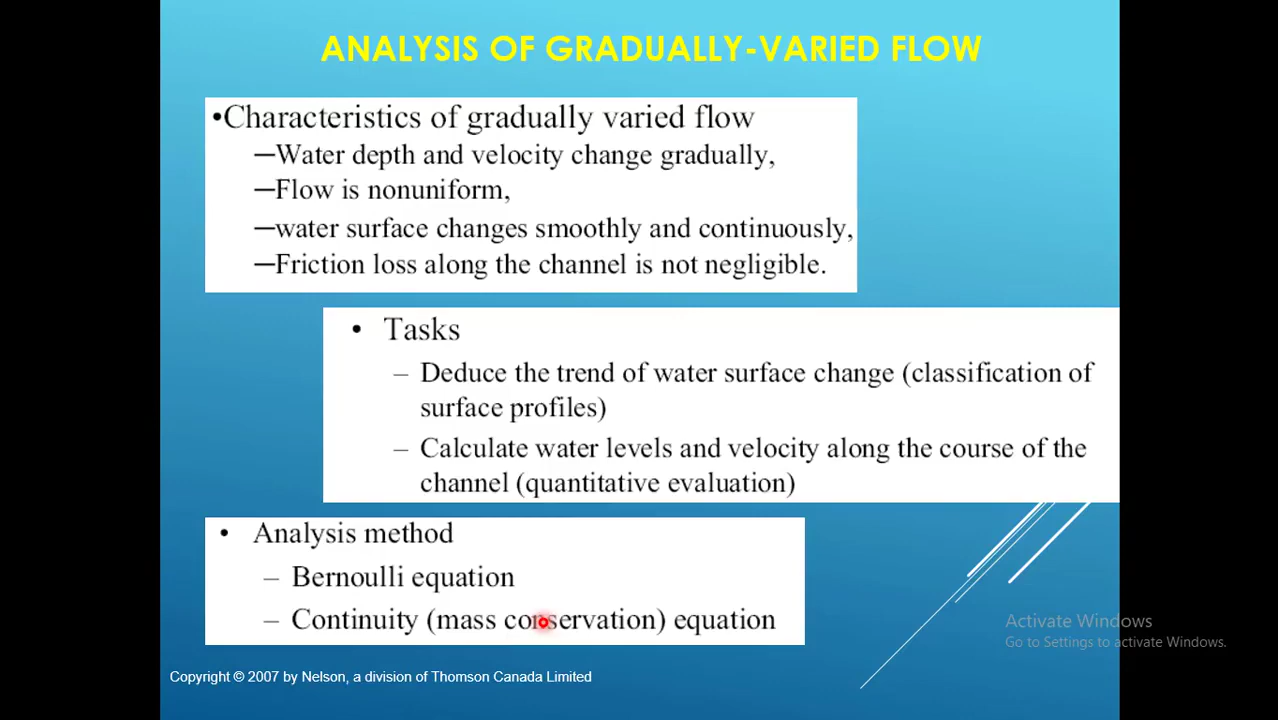 ANALYSIS OF GRADUALLY-VARIED FLOW
•Characteristics of gradually varied flow
—Water depth and velocity change gradually,
—Flow is nonuniform,
—water surface changes smoothly and continuously,
—Friction loss along the channel is not negligible.
• Tasks
– Deduce the trend of water surface change (classification of
surface profiles)
– Calculate water levels and velocity along the course of the
channel (quantitative evaluation)
• Analysis method
– Bernoulli equation
– Continuity (mass conservation) equation
Activate Windows
Go to Settings to activate Windows.
Copyright © 2007 by Nelson, a division of Thomson Canada Limited